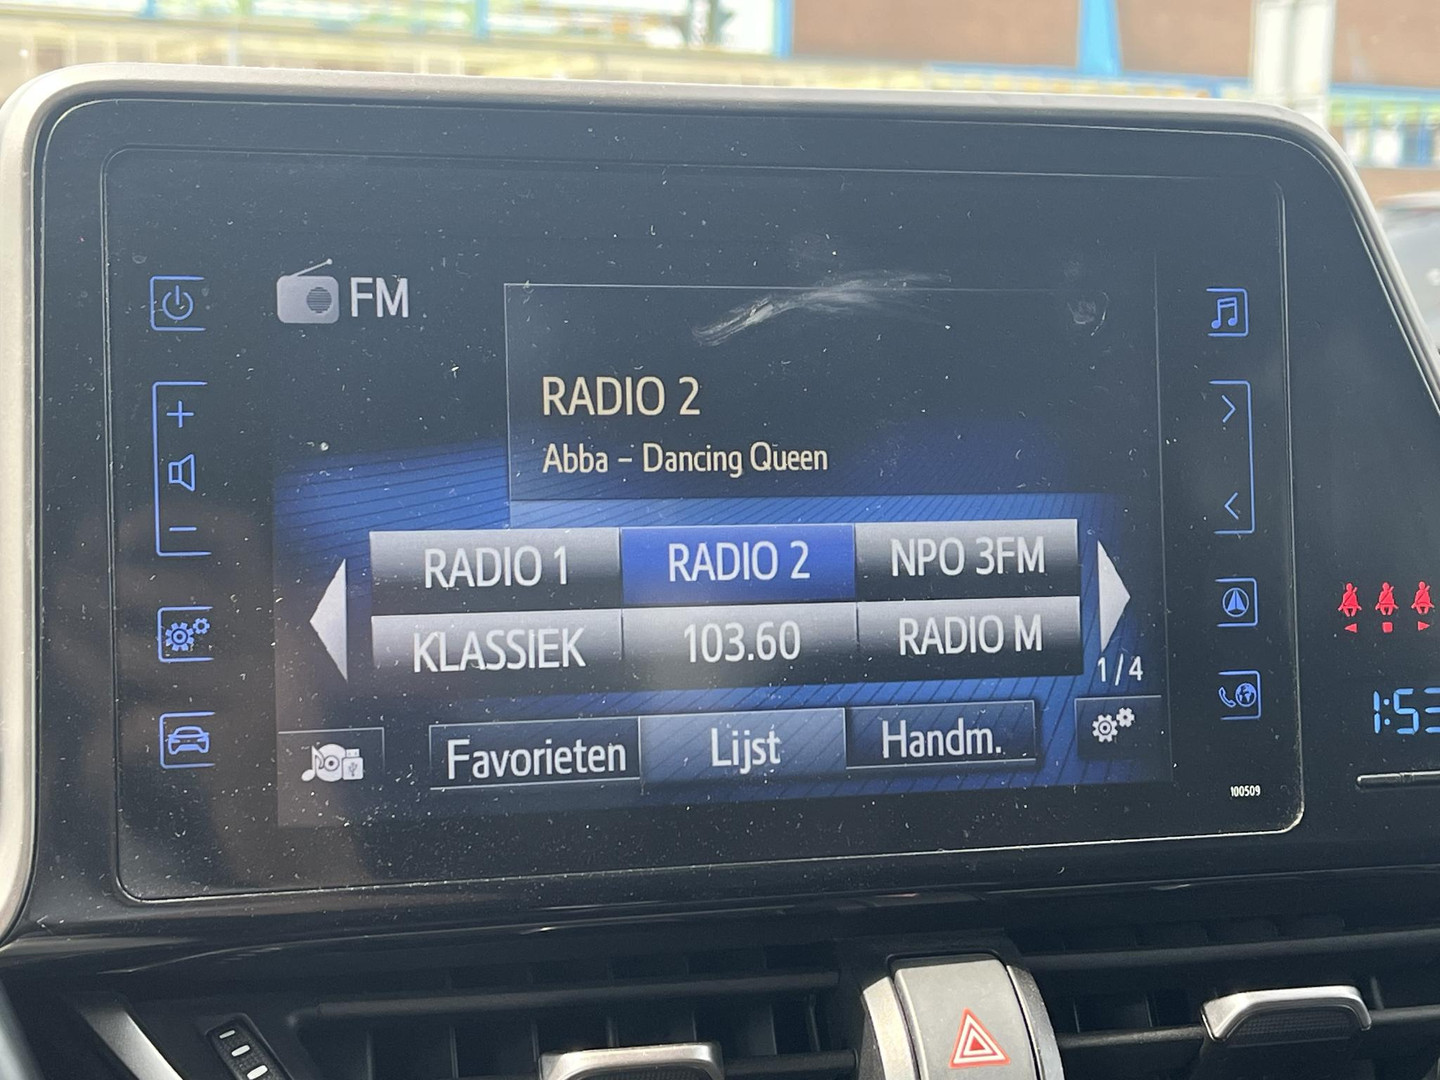 FM
RADIO 2
Abba – Dancing Queen
RADIO 1
RADIO 2
NPO 3FM
KLASSIEK
103.60
RADIO M
1/4
Favorieten
Lijst
Handm.
100509
1:53